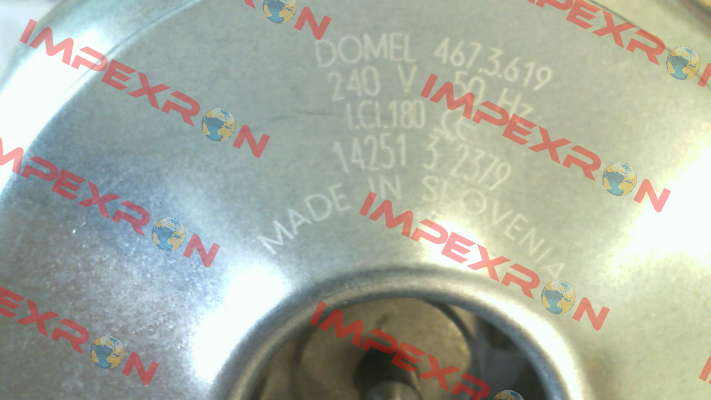 DOMEL 467.3.619
240 V 50 Hz
I.CL.180 CE
14251 3 2379
MADE IN SLOVENIA
IMPEXRON
IMPEXRON
IMPEXRON
IMPEXRON
IMPEXRON
IMPEXRON
IMPEXRON
IMPEXRON